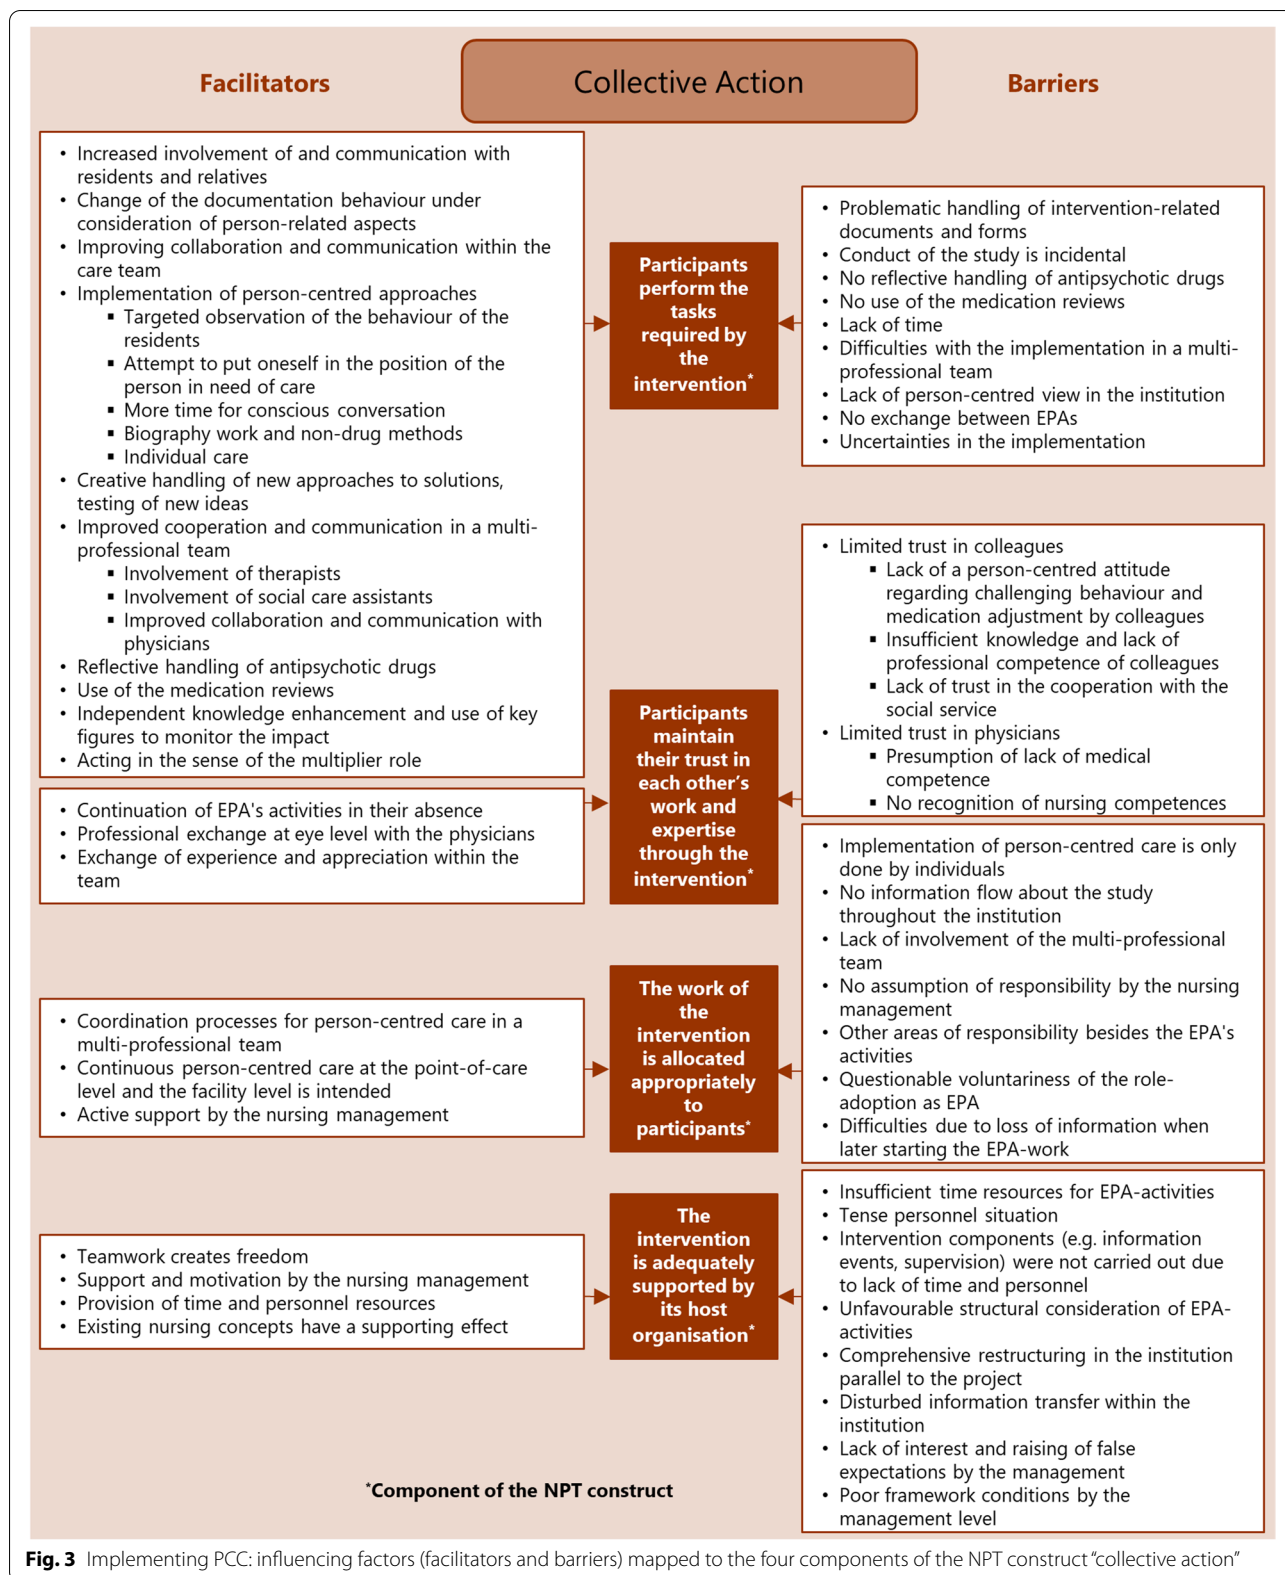 Facilitators
Collective Action
Barriers
• Increased involvement of and communication with
residents and relatives
• Change of the documentation behaviour under
consideration of person-related aspects
• Improving collaboration and communication within the
care team
• Implementation of person-centred approaches
▪ Targeted observation of the behaviour of the
residents
▪ Attempt to put oneself in the position of the
person in need of care
▪ More time for conscious conversation
▪ Biography work and non-drug methods
▪ Individual care
• Creative handling of new approaches to solutions,
testing of new ideas
• Improved cooperation and communication in a multi-
professional team
▪ Involvement of therapists
▪ Involvement of social care assistants
▪ Improved collaboration and communication with
physicians
• Reflective handling of antipsychotic drugs
• Use of the medication reviews
• Independent knowledge enhancement and use of key
figures to monitor the impact
• Acting in the sense of the multiplier role
Participants
perform the
tasks
required by
the
intervention*
• Problematic handling of intervention-related
documents and forms
• Conduct of the study is incidental
• No reflective handling of antipsychotic drugs
• No use of the medication reviews
• Lack of time
• Difficulties with the implementation in a multi-
professional team
• Lack of person-centred view in the institution
• No exchange between EPAs
• Uncertainties in the implementation
• Continuation of EPA's activities in their absence
• Professional exchange at eye level with the physicians
• Exchange of experience and appreciation within the
team
Participants
maintain
their trust in
each other's
work and
expertise
through the
intervention*
• Limited trust in colleagues
▪ Lack of a person-centred attitude
regarding challenging behaviour and
medication adjustment by colleagues
▪ Insufficient knowledge and lack of
professional competence of colleagues
▪ Lack of trust in the cooperation with the
social service
• Limited trust in physicians
▪ Presumption of lack of medical
competence
▪ No recognition of nursing competences
• Coordination processes for person-centred care in a
multi-professional team
• Continuous person-centred care at the point-of-care
level and the facility level is intended
• Active support by the nursing management
The work of
the
intervention
is allocated
appropriately
to
participants*
• Implementation of person-centred care is only
done by individuals
• No information flow about the study
throughout the institution
• Lack of involvement of the multi-professional
team
• No assumption of responsibility by the nursing
management
• Other areas of responsibility besides the EPA's
activities
• Questionable voluntariness of the role-
adoption as EPA
• Difficulties due to loss of information when
later starting the EPA-work
• Teamwork creates freedom
• Support and motivation by the nursing management
• Provision of time and personnel resources
• Existing nursing concepts have a supporting effect
The
intervention
is adequately
supported by
its host
organisation*
• Insufficient time resources for EPA-activities
• Tense personnel situation
• Intervention components (e.g. information
events, supervision) were not carried out due
to lack of time and personnel
• Unfavourable structural consideration of EPA-
activities
• Comprehensive restructuring in the institution
parallel to the project
• Disturbed information transfer within the
institution
• Lack of interest and raising of false
expectations by the management
• Poor framework conditions by the
management level
*Component of the NPT construct
Fig. 3 Implementing PCC: influencing factors (facilitators and barriers) mapped to the four components of the NPT construct "collective action"